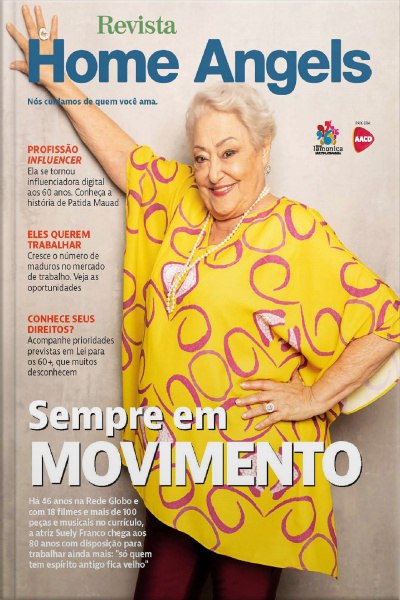 Revista
Home Angels
Nós cuidamos de quem você ama.
AACD
PROFISSÃO
INFLUENCER
Ela se tornou
influenciadora digital
aos 60 anos. Conheça a
história de Patida Mauad
ELES QUEREM
TRABALHAR
Cresce o número de
maduros no mercado
de trabalho. Veja as
oportunidades
CONHECE SEUS
DIREITOS?
Acompanhe prioridades
previstas em Lei para
os 60+, que muitos
desconhecem
Sempre em
MOVIMENTO
Há 46 anos na Rede Globo e
com 18 filmes e mais de 100
peças e musicais no currículo,
a atriz Suely Franco chega aos
80 anos com disposição para
trabalhar ainda mais: "só quem
tem espírito antigo fica velho"